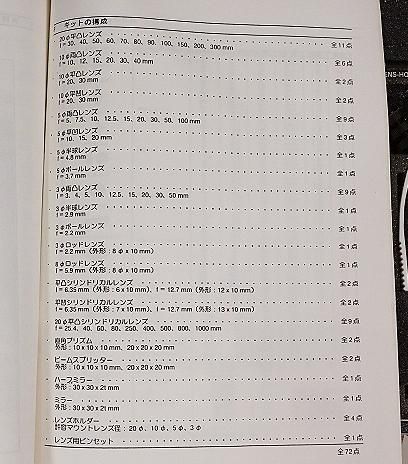 キットの構成
20φ平凸レンズ
f = 30, 40, 50, 60, 70, 80, 90, 100, 150, 200, 300 mm 全11点
10φ両凸レンズ
f = 10, 12, 15, 20, 30, 40 mm 全6点
10φ平凸レンズ
f = 20, 30 mm 全2点
10φ平凹レンズ
f = 20, 30 mm 全2点
5φ両凸レンズ
f = 5, 7.5, 10, 12.5, 15, 20, 30, 50, 100 mm 全9点
5φ平凹レンズ
f = 10, 15, 20 mm 全3点
5φ半球レンズ
f = 4.8 mm 全1点
5φボールレンズ
f = 3.7 mm 全1点
3φ両凸レンズ
f = 3, 4, 5, 10, 12.5, 15, 20, 30, 50 mm 全9点
3φ半球レンズ
f = 2.9 mm 全1点
3φボールレンズ
f = 2.2 mm 全1点
3φロッドレンズ
f = 2.2 mm (外形：8φ x 10 mm) 全1点
8φロッドレンズ
f = 5.9 mm (外形：8φ x 10 mm) 全1点
平凸シリンドリカルレンズ
f = 6.35 mm (外形：6 x 10 mm)、f = 12.7 mm (外形：12 x 10 mm) 全2点
平凹シリンドリカルレンズ
f = 6.35 mm (外形：7 x 10 mm)、f = 12.7 mm (外形：13 x 10 mm) 全2点
20φ平凸シリンドリカルレンズ
f = 25.4, 40, 60, 80, 250, 400, 500, 800, 1000 mm 全9点
直角プリズム
外形：10 x 10 x 10 mm、20 x 20 x 20 mm 全2点
ビームスプリッター
外形：10 x 10 x 10 mm、20 x 20 x 20 mm 全2点
ハーフミラー
外形：30 x 30 x 2t mm 全1点
ミラー
外形：30 x 30 x 2t mm 全1点
レンズホルダー
許容マウントレンズ径：20φ、10φ、5φ、3φ 全4点
レンズ用ピンセット 全1点
全72点